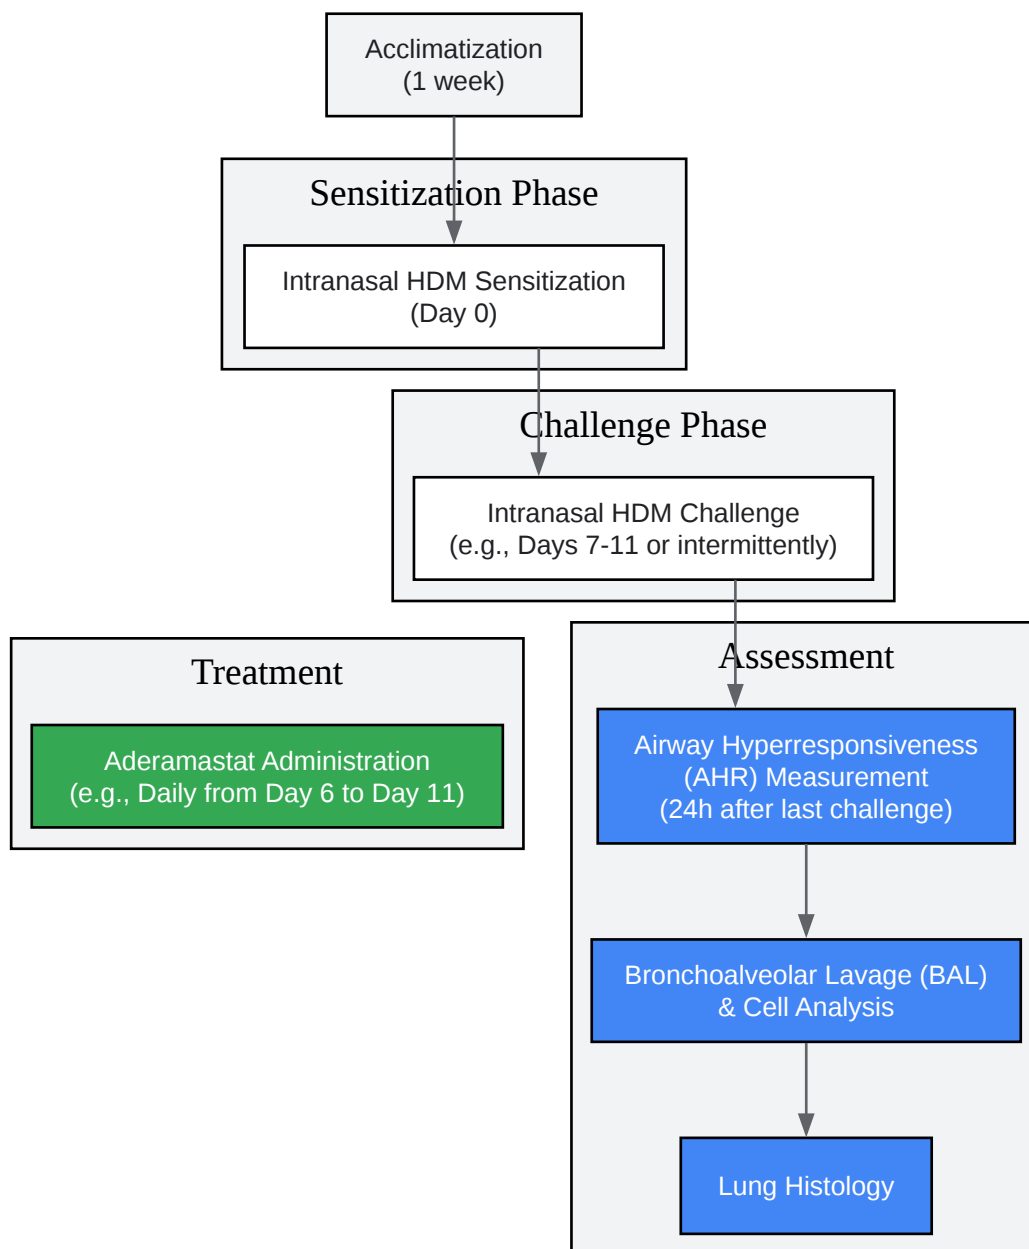 Acclimatization
(1 week)
Sensitization Phase
Intranasal HDM Sensitization
(Day 0)
Challenge Phase
Intranasal HDM Challenge
(e.g., Days 7-11 or intermittently)
Treatment
Aderamastat Administration
(e.g., Daily from Day 6 to Day 11)
Assessment
Airway Hyperresponsiveness
(AHR) Measurement
(24h after last challenge)
Bronchoalveolar Lavage (BAL)
& Cell Analysis
Lung Histology